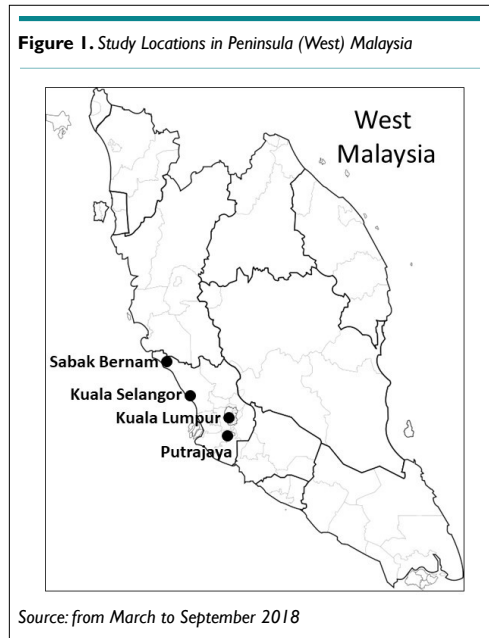 Figure 1. Study Locations in Peninsula (West) Malaysia
West
Malaysia
Sabak Bernam
Kuala Selangor
Kuala Lumpur
Putrajaya
Source: from March to September 2018